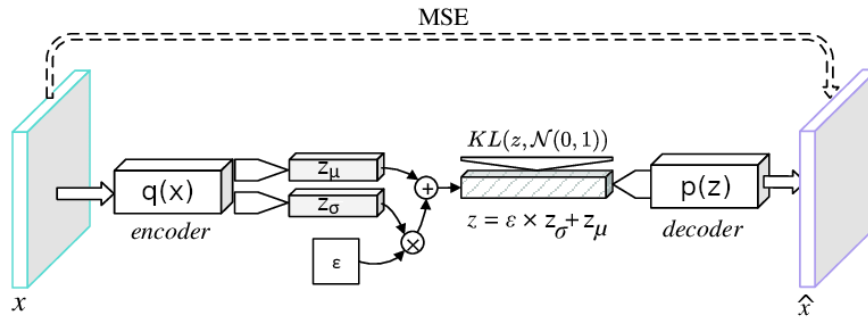 MSE
KL(z, 𝒩(0, 1))
z_μ
q(x)
+
p(z)
z_σ
encoder
z = ε × z_σ + z_μ
decoder
×
ε
x
x̂